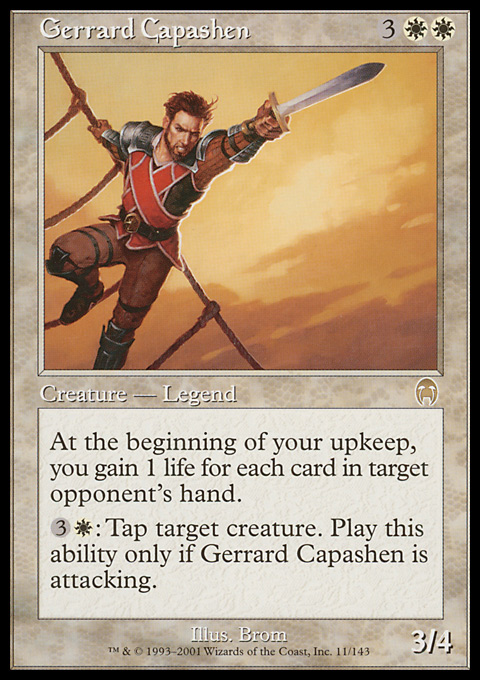 Gerrard Capashen 3
Creature — Legend
At the beginning of your upkeep,
you gain 1 life for each card in target
opponent's hand.
3 : Tap target creature. Play this
ability only if Gerrard Capashen is
attacking.
Illus. Brom
™ & © 1993–2001 Wizards of the Coast, Inc. 11/143
3/4